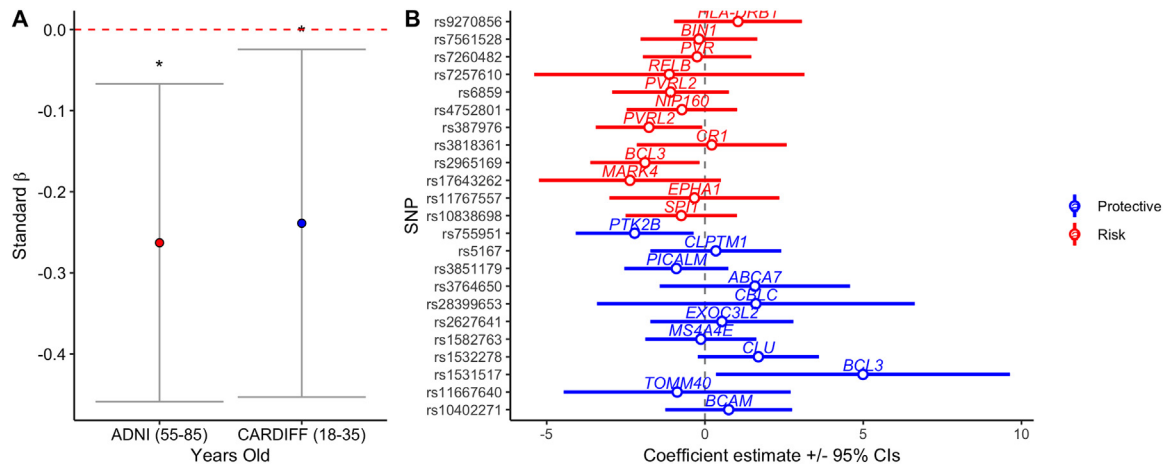 A
0.0
-0.1
-0.2
-0.3
-0.4
Standard β
*
*
ADNI (55-85) CARDIFF (18-35)
Years Old
B
SNP
rs9270856 HLA-DRB1
rs7561528 BIN1
rs7260482 PVR
rs7257610 RELB
rs6859 PVRL2
rs4752801 NIP160
rs387976 PVRL2
rs3818361 CR1
rs2965169 BCL3
rs17643262 MARK4
rs11767557 EPHA1
rs10838698 SPI1
rs755951 PTK2B
rs5167 CLPTM1
rs3851179 PICALM
rs3764650 ABCA7
rs28399653 CBLC
rs2627641 EXOC3L2
rs1582763 MS4A4E
rs1532278 CLU
rs1531517 BCL3
rs11667640 TOMM40
rs10402271 BCAM
-5 0 5 10
Coefficient estimate +/- 95% CIs
Protective
Risk